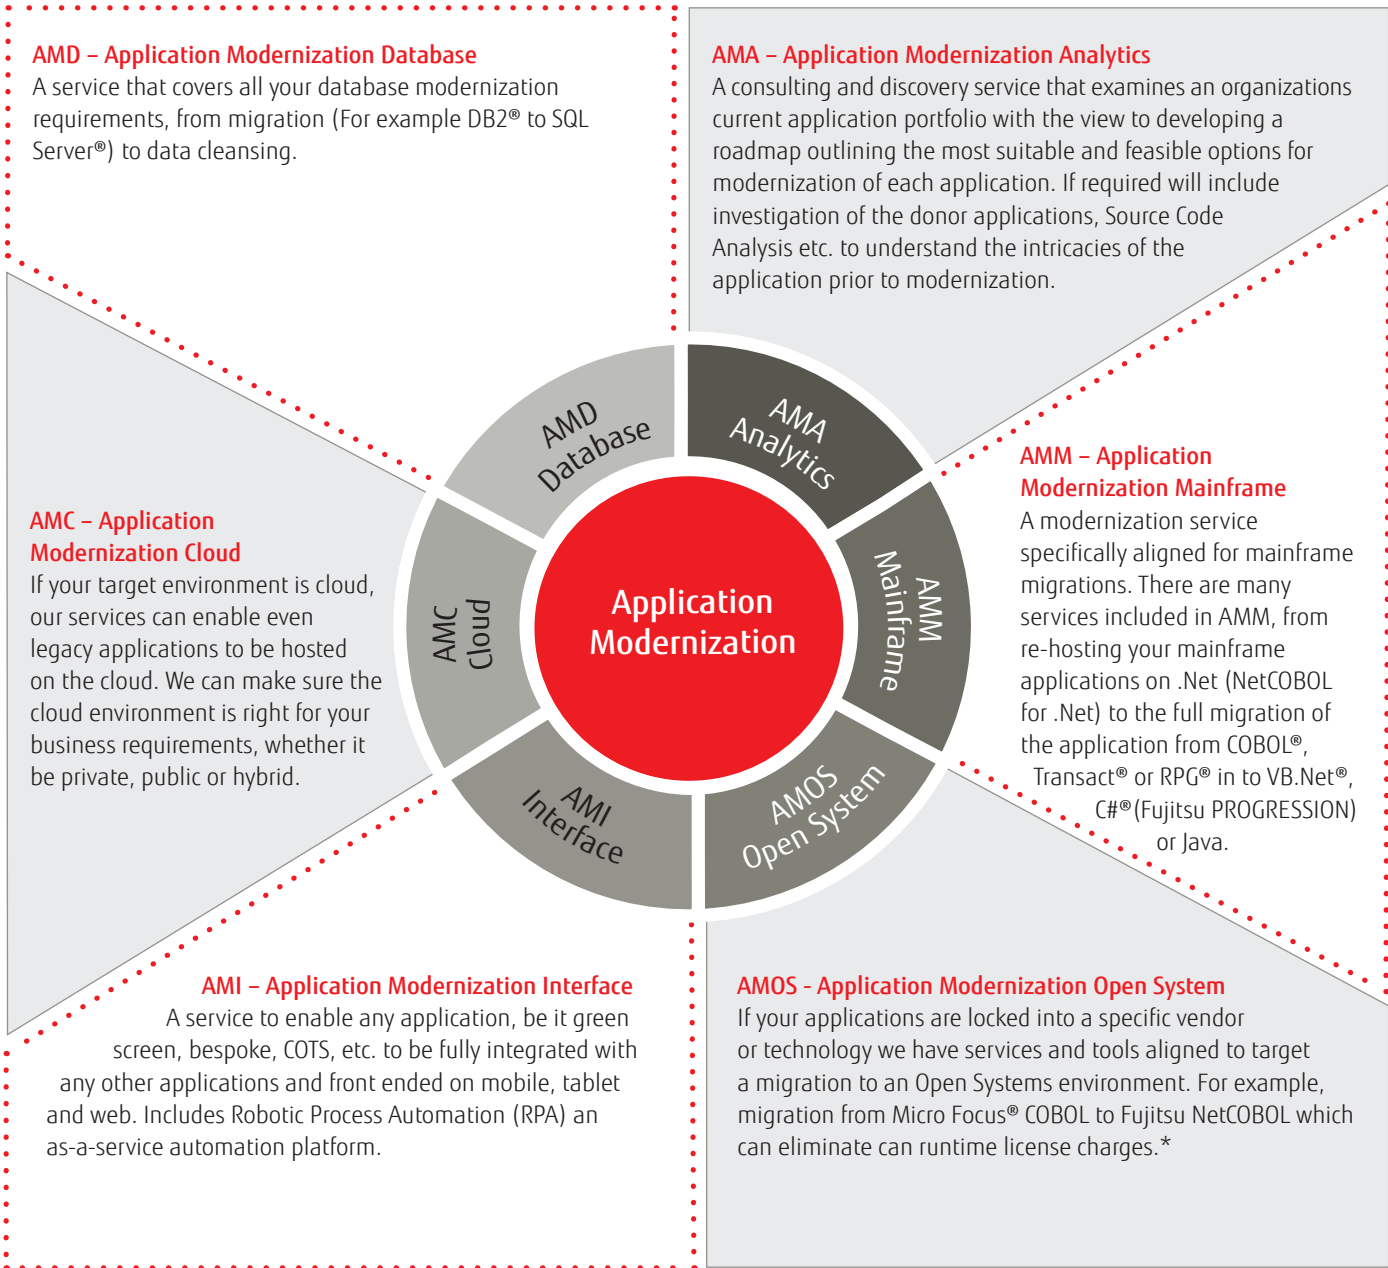 AMD – Application Modernization Database
A service that covers all your database modernization
requirements, from migration (For example DB2® to SQL
Server®) to data cleansing.
AMA – Application Modernization Analytics
A consulting and discovery service that examines an organizations
current application portfolio with the view to developing a
roadmap outlining the most suitable and feasible options for
modernization of each application. If required will include
investigation of the donor applications, Source Code
Analysis etc. to understand the intricacies of the
application prior to modernization.
AMD
Database
AMA
Analytics
AMM
Mainframe
AMOS
Open System
AMI
Interface
AMC
Cloud
Application
Modernization
AMM – Application
Modernization Mainframe
A modernization service
specifically aligned for mainframe
migrations. There are many
services included in AMM, from
re-hosting your mainframe
applications on .Net (NetCOBOL
for .Net) to the full migration of
the application from COBOL®,
Transact® or RPG® in to VB.Net®,
C#®(Fujitsu PROGRESSION)
or Java.
AMC – Application
Modernization Cloud
If your target environment is cloud,
our services can enable even
legacy applications to be hosted
on the cloud. We can make sure the
cloud environment is right for your
business requirements, whether it
be private, public or hybrid.
AMI – Application Modernization Interface
A service to enable any application, be it green
screen, bespoke, COTS, etc. to be fully integrated with
any other applications and front ended on mobile, tablet
and web. Includes Robotic Process Automation (RPA) an
as-a-service automation platform.
AMOS - Application Modernization Open System
If your applications are locked into a specific vendor
or technology we have services and tools aligned to target
a migration to an Open Systems environment. For example,
migration from Micro Focus® COBOL to Fujitsu NetCOBOL which
can eliminate can runtime license charges.*